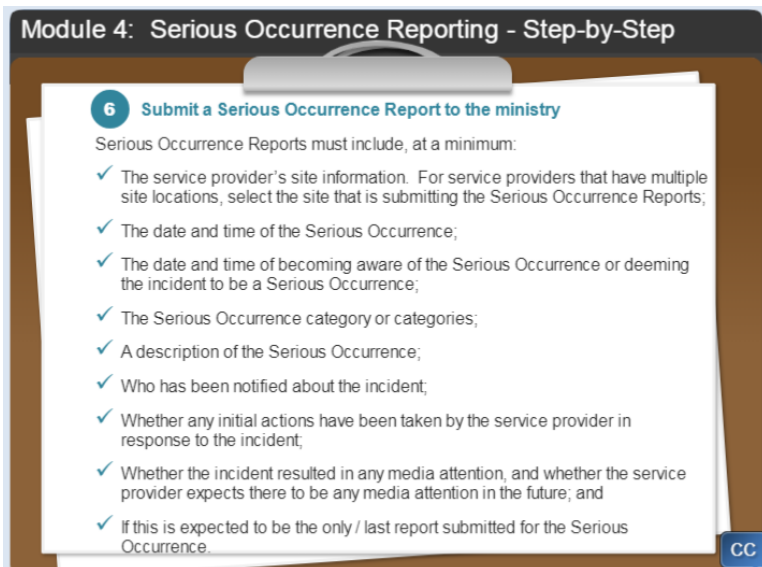 Module 4: Serious Occurrence Reporting - Step-by-Step
6 Submit a Serious Occurrence Report to the ministry
Serious Occurrence Reports must include, at a minimum:
✓ The service provider's site information. For service providers that have multiple
site locations, select the site that is submitting the Serious Occurrence Reports;
✓ The date and time of the Serious Occurrence;
✓ The date and time of becoming aware of the Serious Occurrence or deeming
the incident to be a Serious Occurrence;
✓ The Serious Occurrence category or categories;
✓ A description of the Serious Occurrence;
✓ Who has been notified about the incident;
✓ Whether any initial actions have been taken by the service provider in
response to the incident;
✓ Whether the incident resulted in any media attention, and whether the service
provider expects there to be any media attention in the future; and
✓ If this is expected to be the only / last report submitted for the Serious
Occurrence.
CC